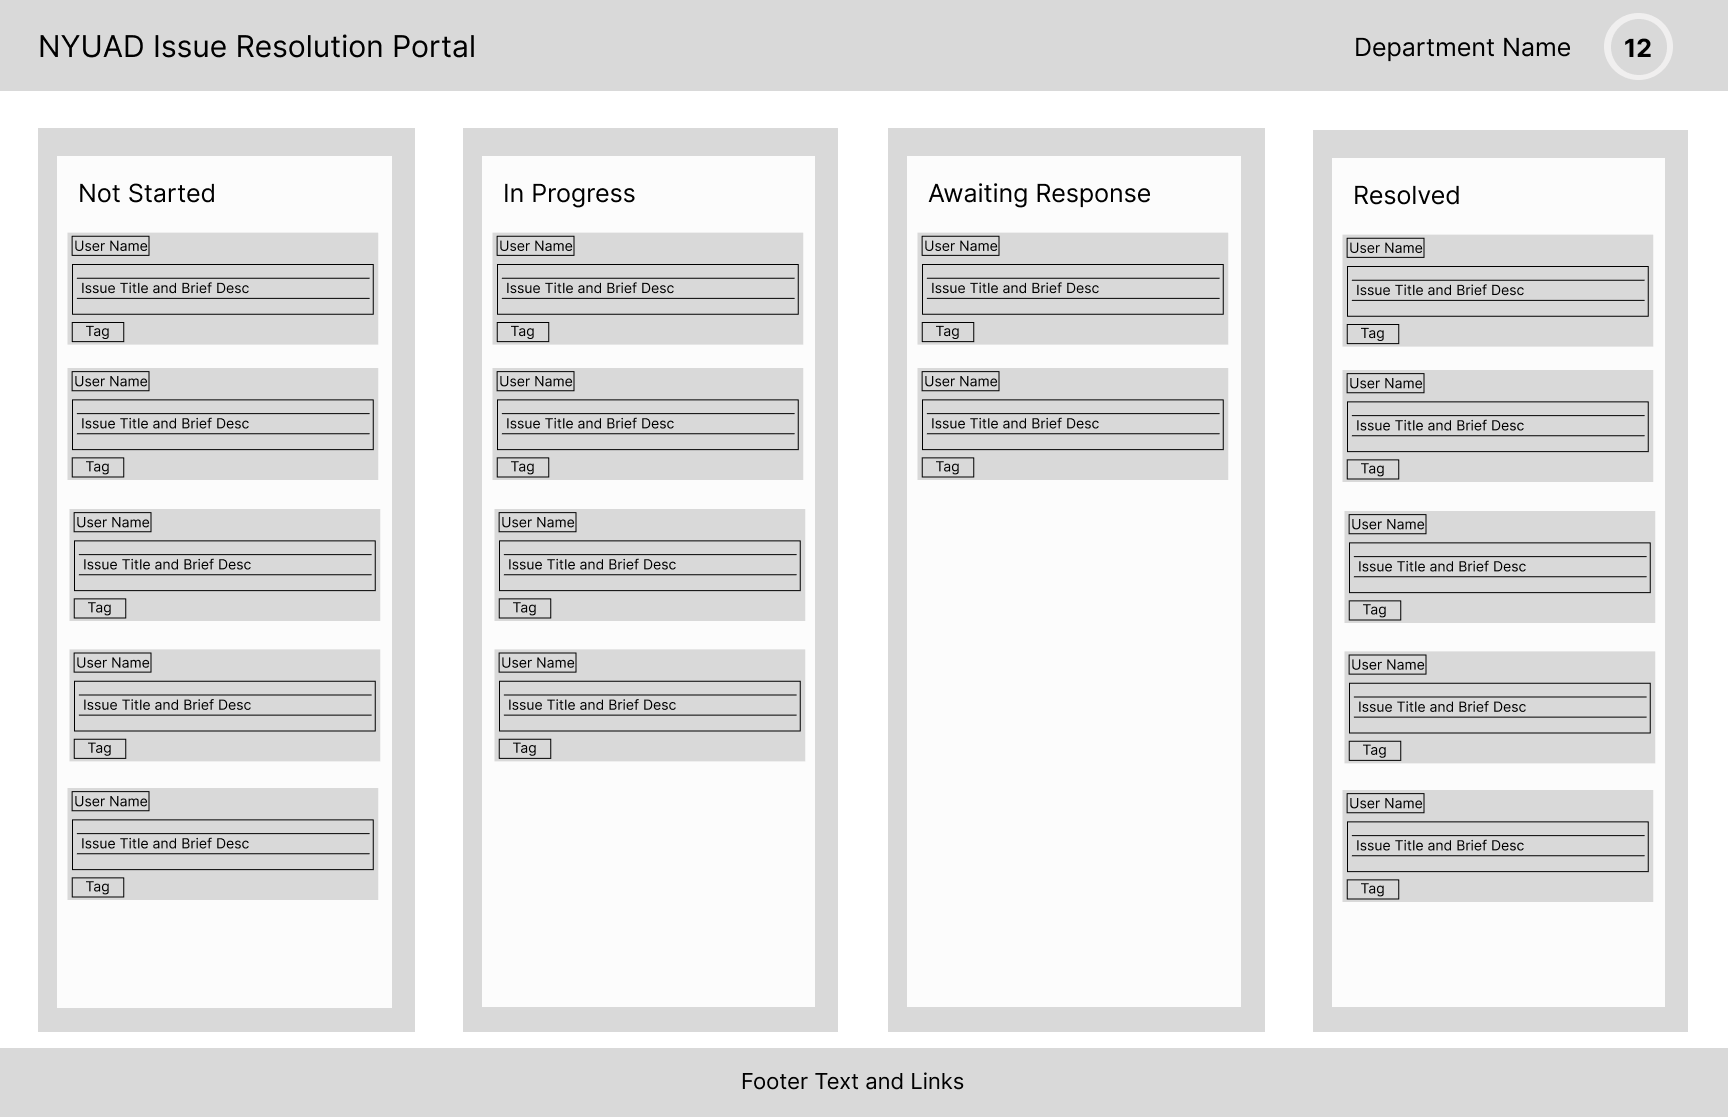 NYUAD Issue Resolution Portal
Department Name
12
Not Started
User Name
Issue Title and Brief Desc
Tag
User Name
Issue Title and Brief Desc
Tag
User Name
Issue Title and Brief Desc
Tag
User Name
Issue Title and Brief Desc
Tag
User Name
Issue Title and Brief Desc
Tag
In Progress
User Name
Issue Title and Brief Desc
Tag
User Name
Issue Title and Brief Desc
Tag
User Name
Issue Title and Brief Desc
Tag
User Name
Issue Title and Brief Desc
Tag
Awaiting Response
User Name
Issue Title and Brief Desc
Tag
User Name
Issue Title and Brief Desc
Tag
Resolved
User Name
Issue Title and Brief Desc
Tag
User Name
Issue Title and Brief Desc
Tag
User Name
Issue Title and Brief Desc
Tag
User Name
Issue Title and Brief Desc
Tag
User Name
Issue Title and Brief Desc
Tag
Footer Text and Links